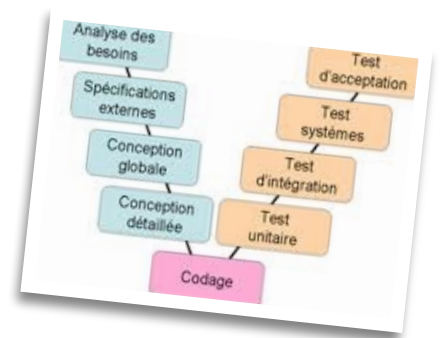 Analyse des
besoins
Spécifications
externes
Conception
globale
Conception
détaillée
Codage
Test
unitaire
Test
d'intégration
Test
systèmes
Test
d'acceptation